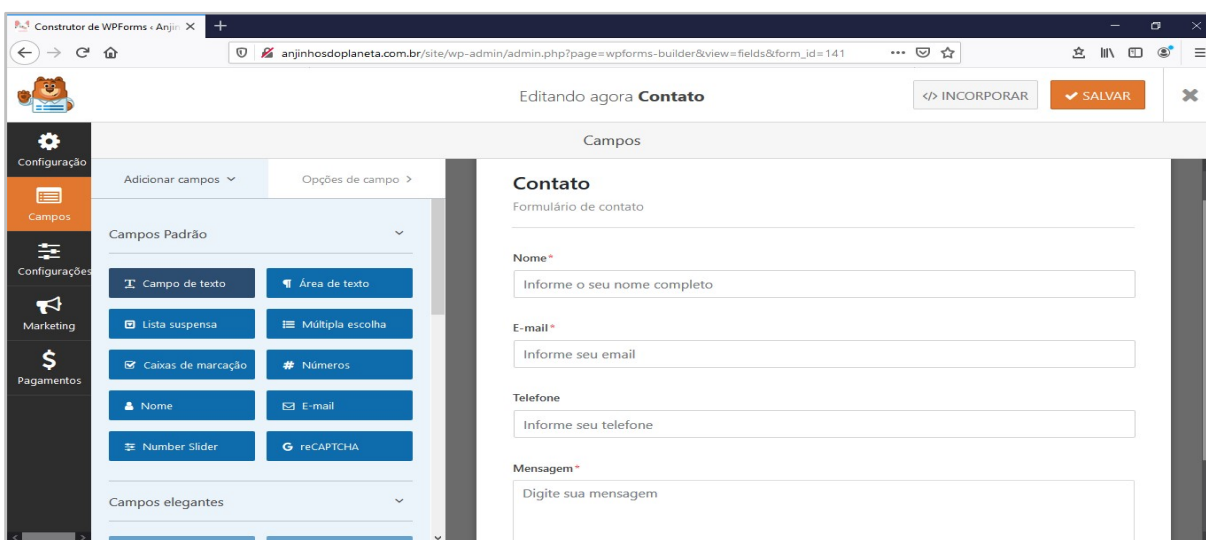 Construtor de WPForms ‹ Anjin
anjinhosdoplaneta.com.br/site/wp-admin/admin.php?page=wpforms-builder&view=fields&form_id=141
Editando agora Contato
</> INCORPORAR
SALVAR
Configuração
Campos
Configurações
Marketing
Pagamentos
Campos
Adicionar campos
Opções de campo
Campos Padrão
Campo de texto
Área de texto
Lista suspensa
Múltipla escolha
Caixas de marcação
# Números
Nome
E-mail
Number Slider
G reCAPTCHA
Campos elegantes
Contato
Formulário de contato
Nome*
Informe o seu nome completo
E-mail*
Informe seu email
Telefone
Informe seu telefone
Mensagem*
Digite sua mensagem